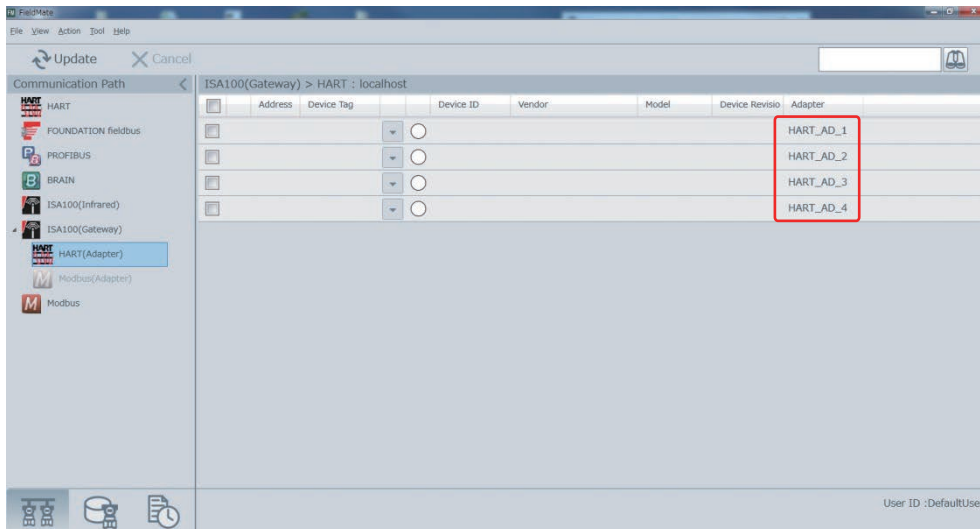 FieldMate
File View Action Tool Help
Update Cancel
Communication Path
ISA100(Gateway) > HART : localhost
Address Device Tag Device ID Vendor Model Device Revisio Adapter
HART HART
FOUNDATION fieldbus
PROFIBUS
B BRAIN
ISA100(Infrared)
ISA100(Gateway)
HART HART(Adapter)
M Modbus(Adapter)
M Modbus
HART_AD_1
HART_AD_2
HART_AD_3
HART_AD_4
User ID :DefaultUse